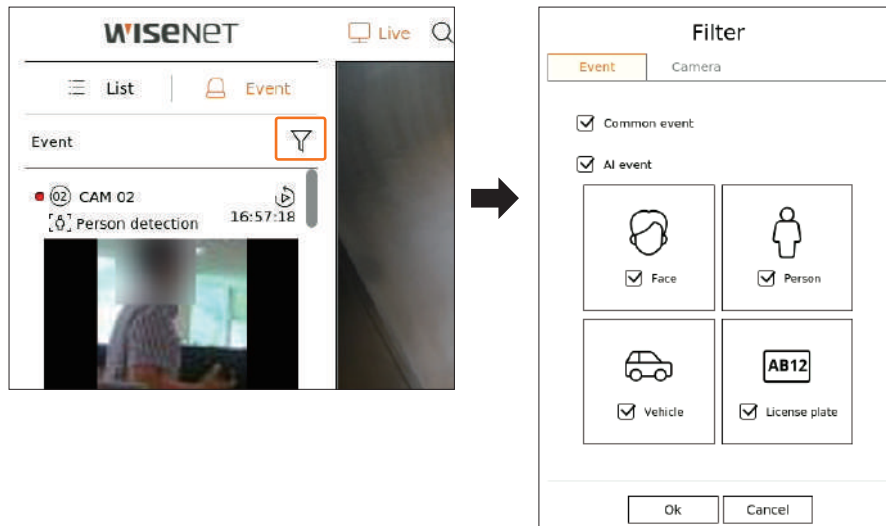 WISENET
Live
List
Event
Event
02 CAM 02
Person detection
16:57:18
Filter
Event
Camera
Common event
AI event
Face
Person
Vehicle
AB12
License plate
Ok
Cancel